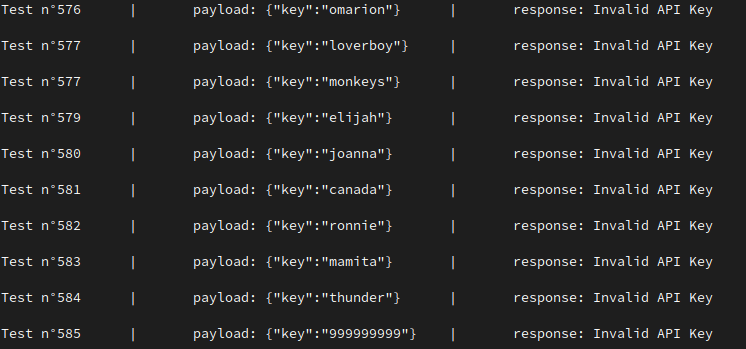 Test n°576 | payload: {"key":"omarion"} | response: Invalid API Key
Test n°577 | payload: {"key":"loverboy"} | response: Invalid API Key
Test n°577 | payload: {"key":"monkeys"} | response: Invalid API Key
Test n°579 | payload: {"key":"elijah"} | response: Invalid API Key
Test n°580 | payload: {"key":"joanna"} | response: Invalid API Key
Test n°581 | payload: {"key":"canada"} | response: Invalid API Key
Test n°582 | payload: {"key":"ronnie"} | response: Invalid API Key
Test n°583 | payload: {"key":"mamita"} | response: Invalid API Key
Test n°584 | payload: {"key":"thunder"} | response: Invalid API Key
Test n°585 | payload: {"key":"999999999"} | response: Invalid API Key